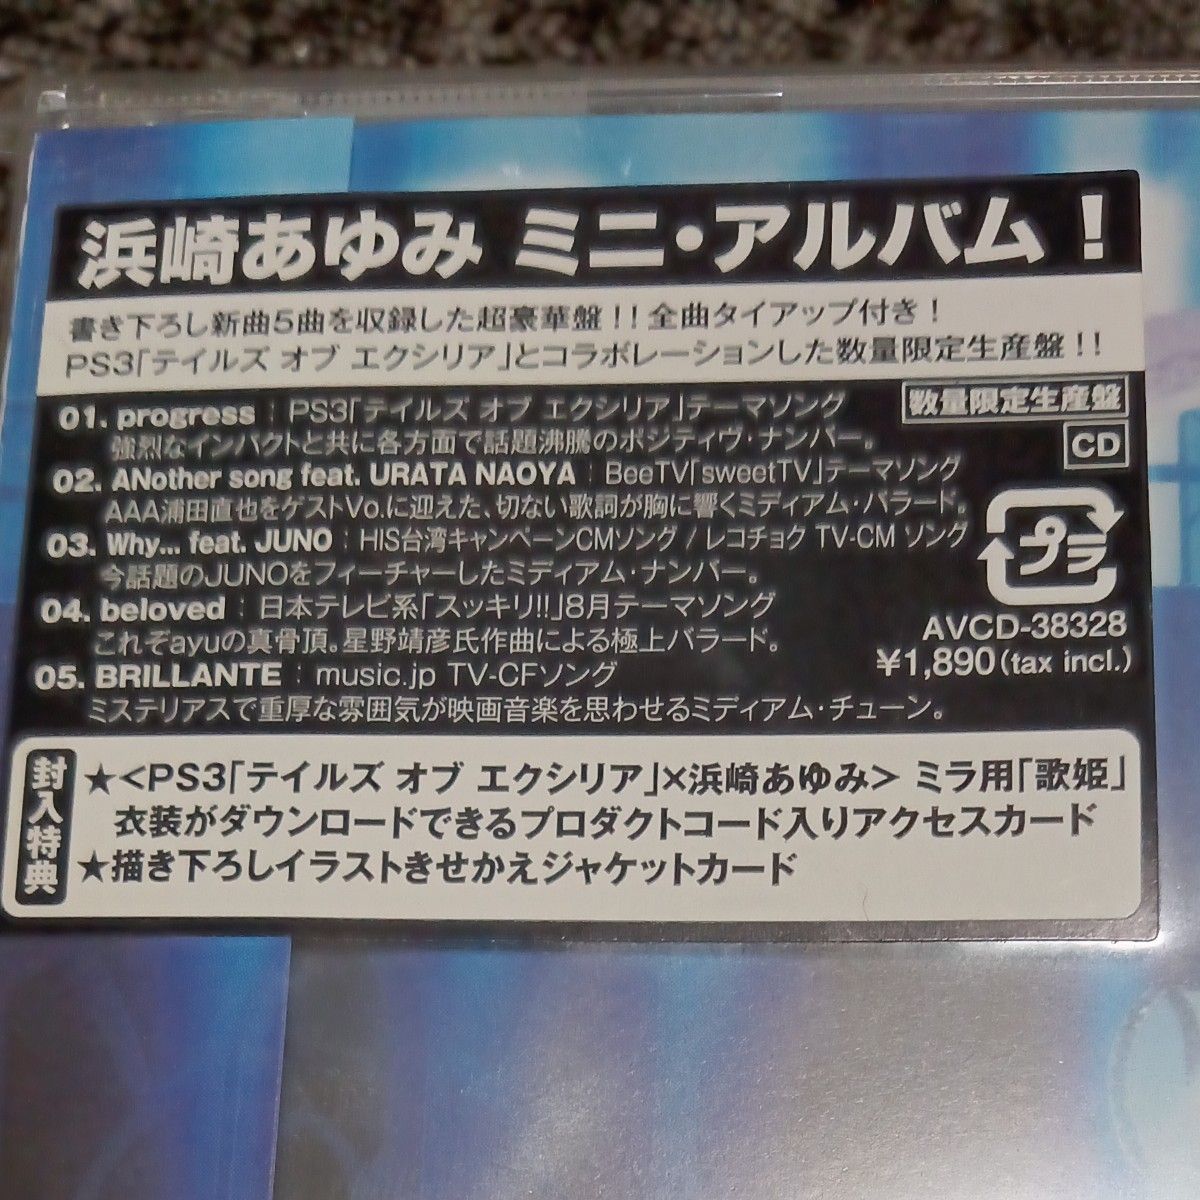 浜崎あゆみ ミニ・アルバム！
書き下ろし新曲5曲を収録した超豪華盤！！全曲タイアップ付き！
PS3「テイルズ オブ エクシリア」とコラボレーションした数量限定生産盤！！
01. progress：PS3「テイルズ オブ エクシリア」テーマソング
強烈なインパクトと共に各方面で話題沸騰のポジティヴ・ナンバー。
02. ANother song feat. URATA NAOYA：BeeTV「sweetTV」テーマソング
AAA浦田直也をゲストVo.に迎えた、切ない歌詞が胸に響くミディアム・バラード。
03. Why... feat. JUNO：HIS台湾キャンペーンCMソング / レコチョク TV-CM ソング
今話題のJUNOをフィーチャーしたミディアム・ナンバー。
04. beloved：日本テレビ系「スッキリ!!」8月テーマソング
これぞayuの真骨頂。星野靖彦氏作曲による極上バラード。
05. BRILLANTE：music.jp TV-CFソング
ミステリアスで重厚な雰囲気が映画音楽を思わせるミディアム・チューン。
数量限定生産盤
CD
プラ
AVCD-38328
¥1,890(tax incl.)
封入特典
★<PS3「テイルズ オブ エクシリア」×浜崎あゆみ> ミラ用「歌姫」
衣装がダウンロードできるプロダクトコード入りアクセスカード
★描き下ろしイラストきせかえジャケットカード